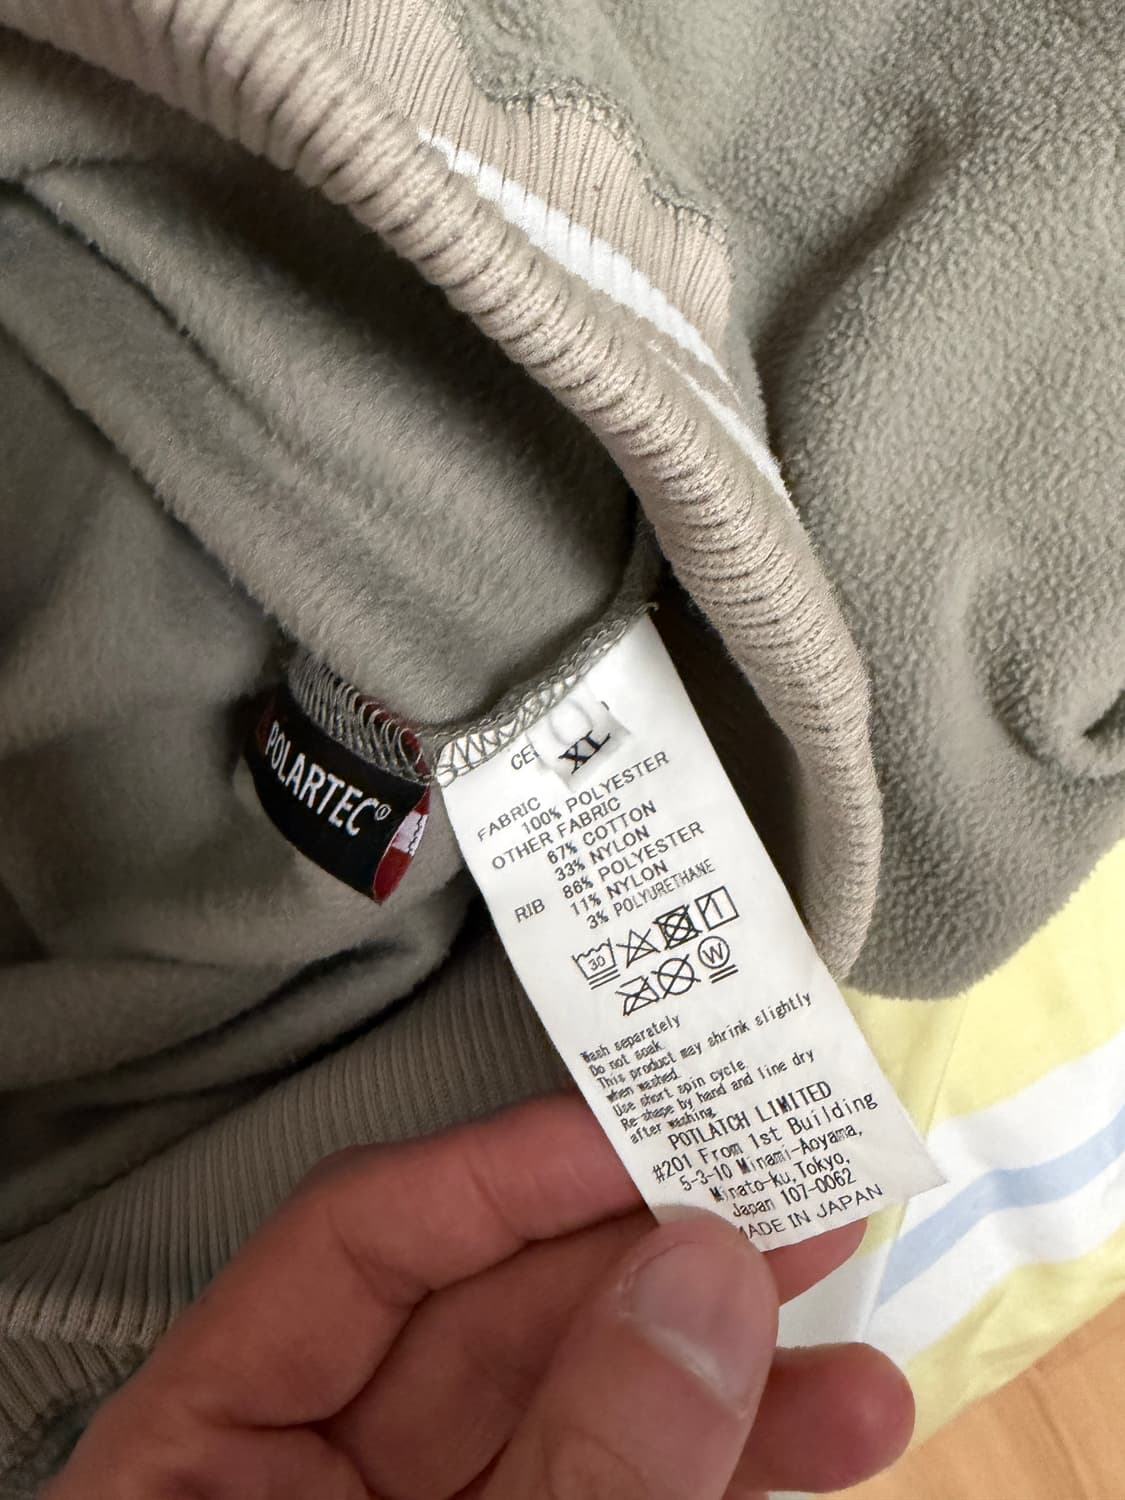 POLARTEC®
XL
FABRIC
100% POLYESTER
OTHER FABRIC
67% COTTON
33% NYLON
RIB 86% POLYESTER
11% NYLON
3% POLYURETHANE
30
W
Wash separately
Do not soak.
This product may shrink slightly
when washed.
Use short spin cycle.
Re-shape by hand and line dry
after washing.
POTLATCH LIMITED
#201 From 1st Building
5-3-10 Minami-Aoyama,
Minato-ku, Tokyo,
Japan 107-0062
MADE IN JAPAN